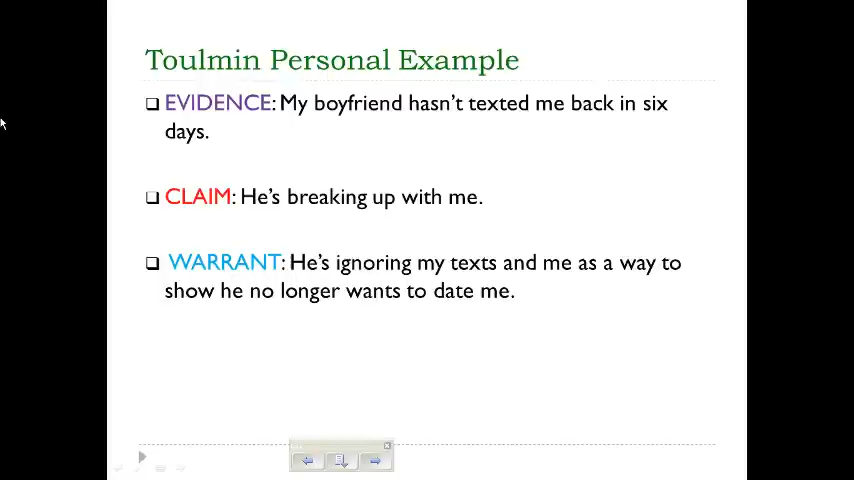 Toulmin Personal Example
EVIDENCE: My boyfriend hasn't texted me back in six
days.
CLAIM: He's breaking up with me.
WARRANT: He's ignoring my texts and me as a way to
show he no longer wants to date me.